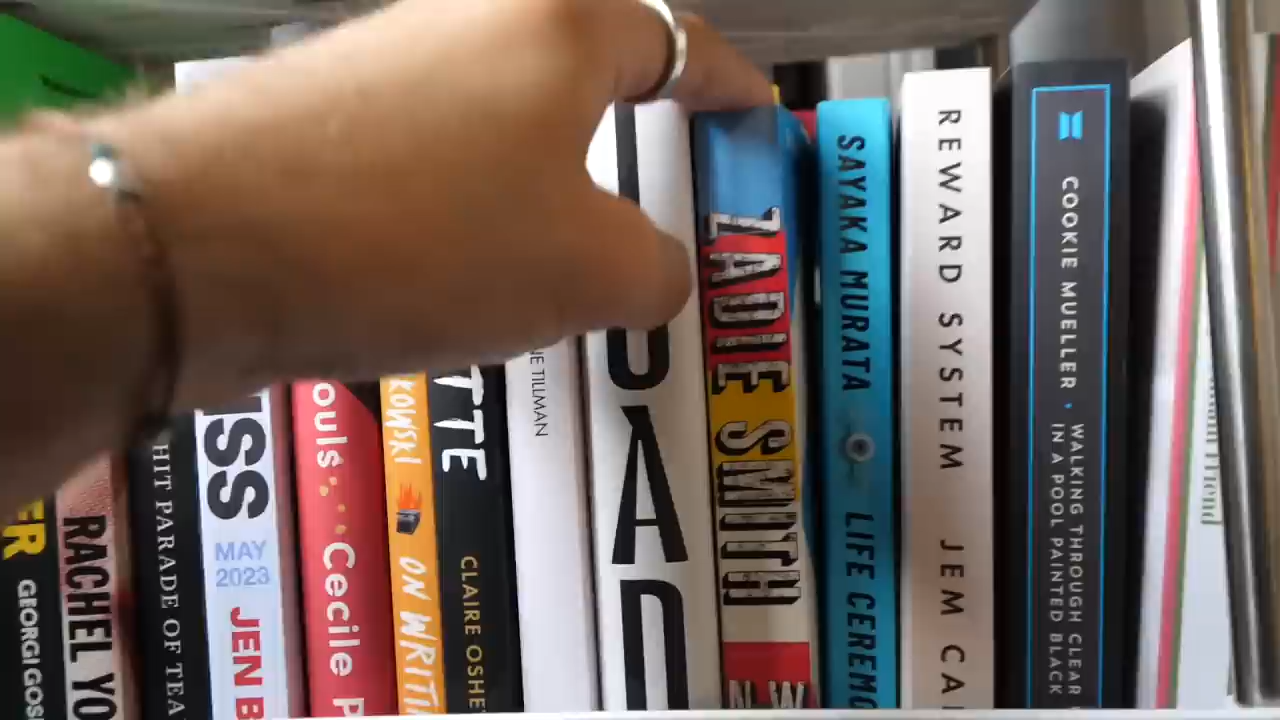 ER GEORGI GOS
RACHEL YO
HIT PARADE OF TEA
SS
MAY
2023
JEN B
ouls Cecile P
KOWSKI ON WRITI
TTE CLAIRE OSHE
NE TILLMAN
ZADIE SMITH
NW
SAYAKA MURATA LIFE CEREMO
REWARD SYSTEM JEM CA
COOKIE MUELLER
WALKING THROUGH CLEAR
IN A POOL PAINTED BLACK